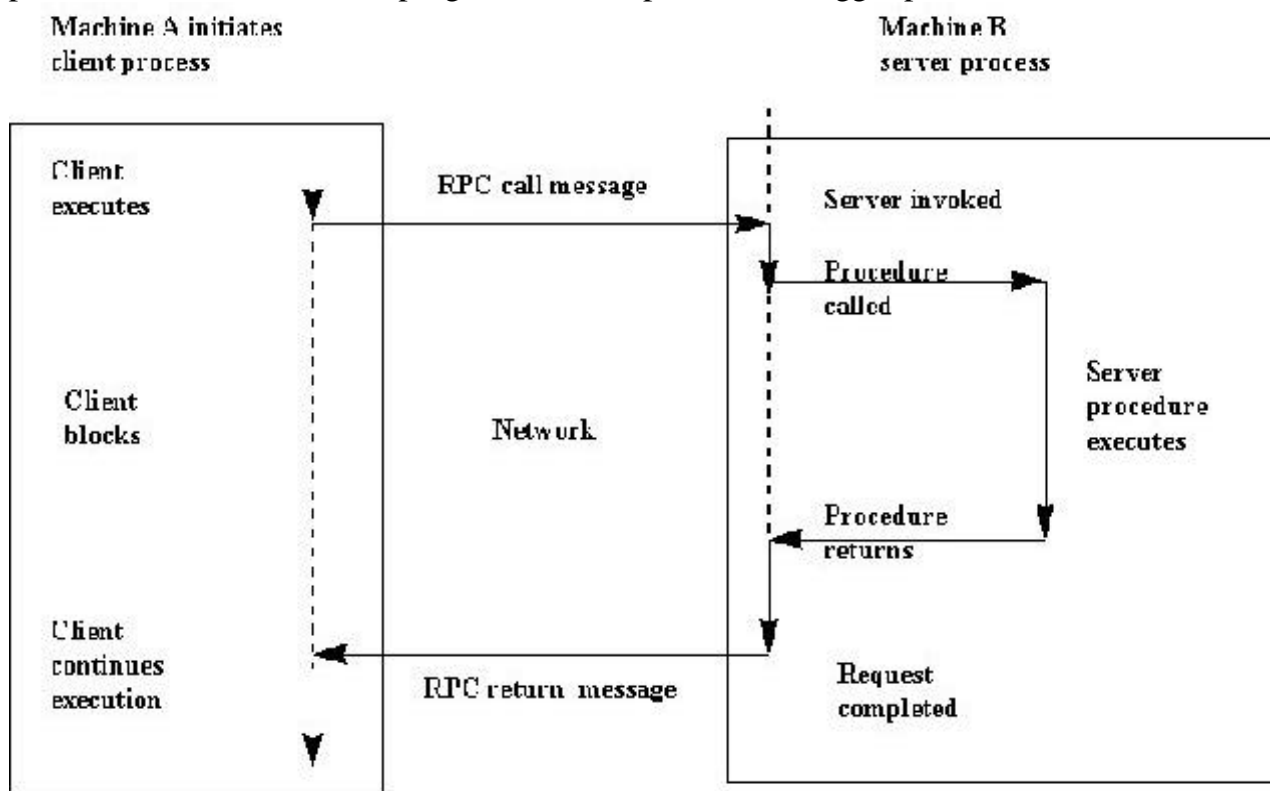 Machine A initiates
client process
Machine B
server process
Client
executes
RPC call message
Server invoked
Procedure
called
Client
blocks
Network
Server
procedure
executes
Procedure
returns
Client
continues
execution
RPC return message
Request
completed